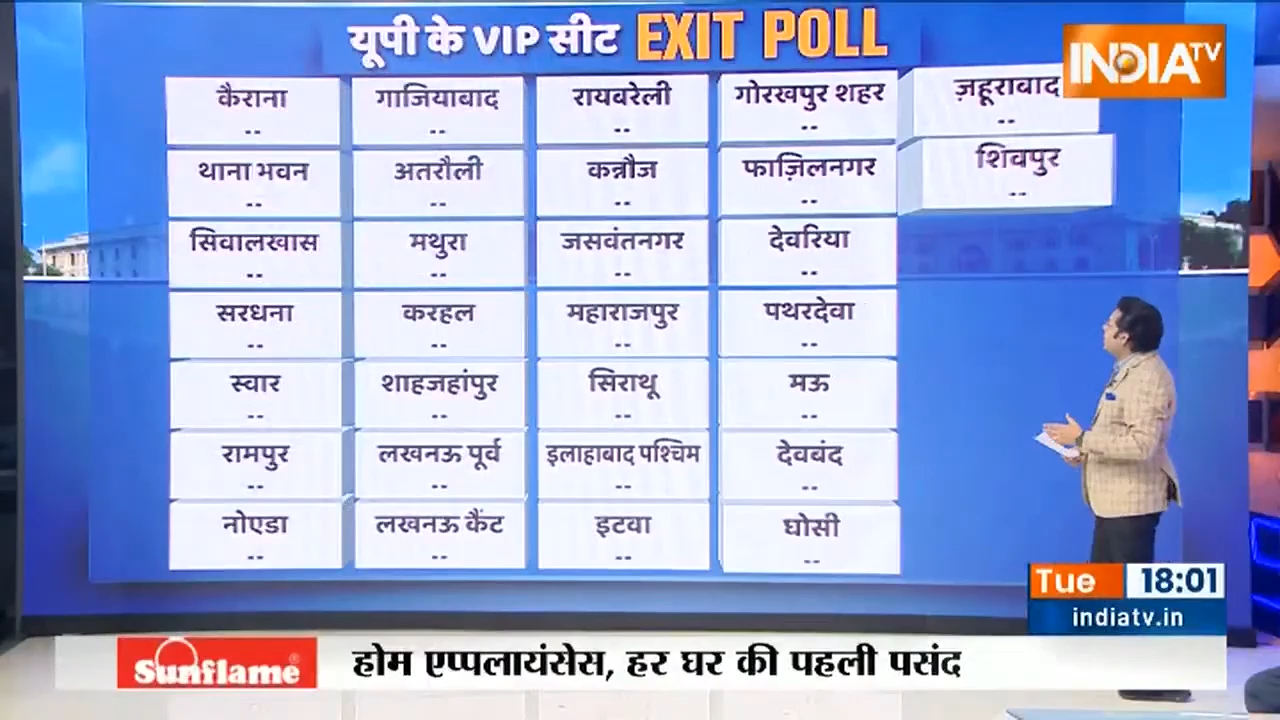 यूपी के VIP सीट EXIT POLL
INDIA TV
कैराना
--
गाजियाबाद
--
रायबरेली
--
गोरखपुर शहर
--
ज़हूराबाद
--
थाना भवन
--
अतरौली
--
कन्नौज
--
फाज़िलनगर
--
शिवपुर
--
सिवालखास
--
मथुरा
--
जसवंतनगर
--
देवरिया
--
सरधना
--
करहल
--
महाराजपुर
--
पथरदेवा
--
स्वार
--
शाहजहांपुर
--
सिराथू
--
मऊ
--
रामपुर
--
लखनऊ पूर्व
--
इलाहाबाद पश्चिम
--
देवबंद
--
नोएडा
--
लखनऊ कैंट
--
इटवा
--
घोसी
--
Tue 18:01
indiatv.in
Sunflame
होम एप्पलायंसेस, हर घर की पहली पसंद